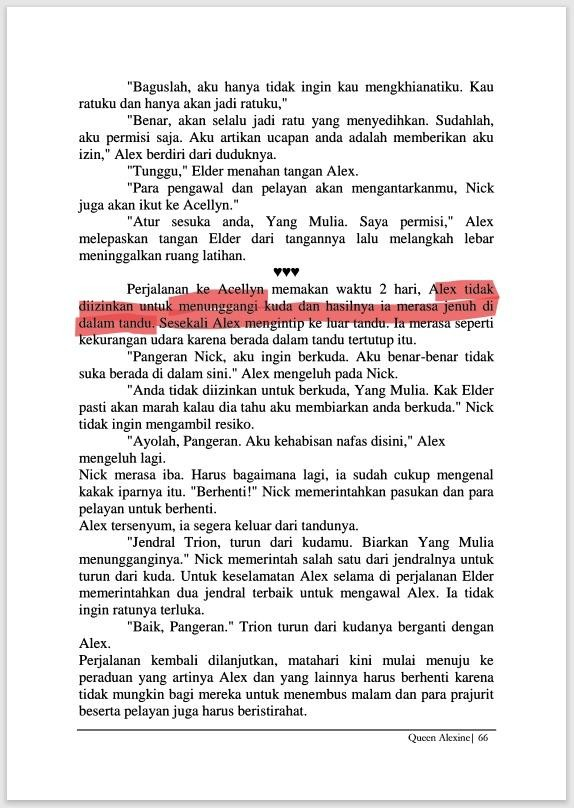 "Baguslah, aku hanya tidak ingin kau mengkhianatiku. Kau
ratuku dan hanya akan jadi ratuku,"
"Benar, akan selalu jadi ratu yang menyedihkan. Sudahlah,
aku permisi saja. Aku artikan ucapan anda adalah memberikan aku
izin," Alex berdiri dari duduknya.
"Tunggu," Elder menahan tangan Alex.
"Para pengawal dan pelayan akan mengantarkanmu, Nick
juga akan ikut ke Acellyn."
"Atur sesuka anda, Yang Mulia. Saya permisi," Alex
melepaskan tangan Elder dari tangannya lalu melangkah lebar
meninggalkan ruang latihan.
♥♥♥
Perjalanan ke Acellyn memakan waktu 2 hari, Alex tidak
diizinkan untuk menunggangi kuda dan hasilnya ia merasa jenuh di
dalam tandu. Sesekali Alex mengintip ke luar tandu. Ia merasa seperti
kekurangan udara karena berada dalam tandu tertutup itu.
"Pangeran Nick, aku ingin berkuda. Aku benar-benar tidak
suka berada di dalam sini." Alex mengeluh pada Nick.
"Anda tidak diizinkan untuk berkuda, Yang Mulia. Kak Elder
pasti akan marah kalau dia tahu aku membiarkan anda berkuda." Nick
tidak ingin mengambil resiko.
"Ayolah, Pangeran. Aku kehabisan nafas disini," Alex
mengeluh lagi.
Nick merasa iba. Harus bagaimana lagi, ia sudah cukup mengenal
kakak iparnya itu. "Berhenti!" Nick memerintahkan pasukan dan para
pelayan untuk berhenti.
Alex tersenyum, ia segera keluar dari tandunya.
"Jendral Trion, turun dari kudamu. Biarkan Yang Mulia
menungganginya." Nick memerintah salah satu dari jendralnya untuk
turun dari kuda. Untuk keselamatan Alex selama di perjalanan Elder
memerintahkan dua jendral terbaik untuk mengawal Alex. Ia tidak
ingin ratunya terluka.
"Baik, Pangeran." Trion turun dari kudanya berganti dengan
Alex.
Perjalanan kembali dilanjutkan, matahari kini mulai menuju ke
peraduan yang artinya Alex dan yang lainnya harus berhenti karena
tidak mungkin bagi mereka untuk menembus malam dan para prajurit
beserta pelayan juga harus beristirahat.
Queen Alexine| 66